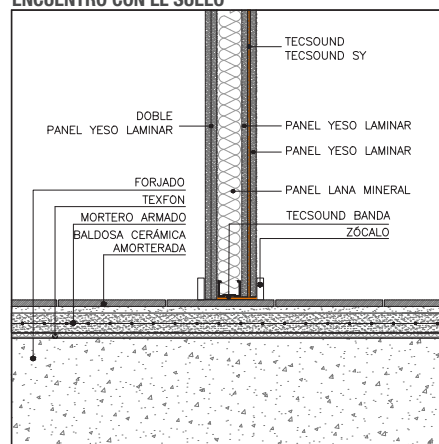 ENCUENTRO CON EL SUELO
TECSOUND
TECSOUND SY
DOBLE
PANEL YESO LAMINAR
PANEL YESO LAMINAR
PANEL YESO LAMINAR
PANEL LANA MINERAL
FORJADO
TEXFON
MORTERO ARMADO
BALDOSA CERÁMICA
AMORTERADA
TECSOUND BANDA
ZÓCALO